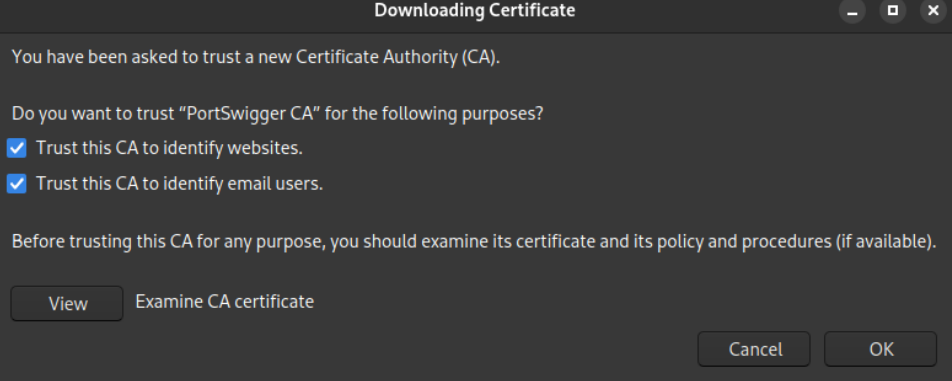 Downloading Certificate
You have been asked to trust a new Certificate Authority (CA).
Do you want to trust “PortSwigger CA” for the following purposes?
Trust this CA to identify websites.
Trust this CA to identify email users.
Before trusting this CA for any purpose, you should examine its certificate and its policy and procedures (if available).
View Examine CA certificate
Cancel OK